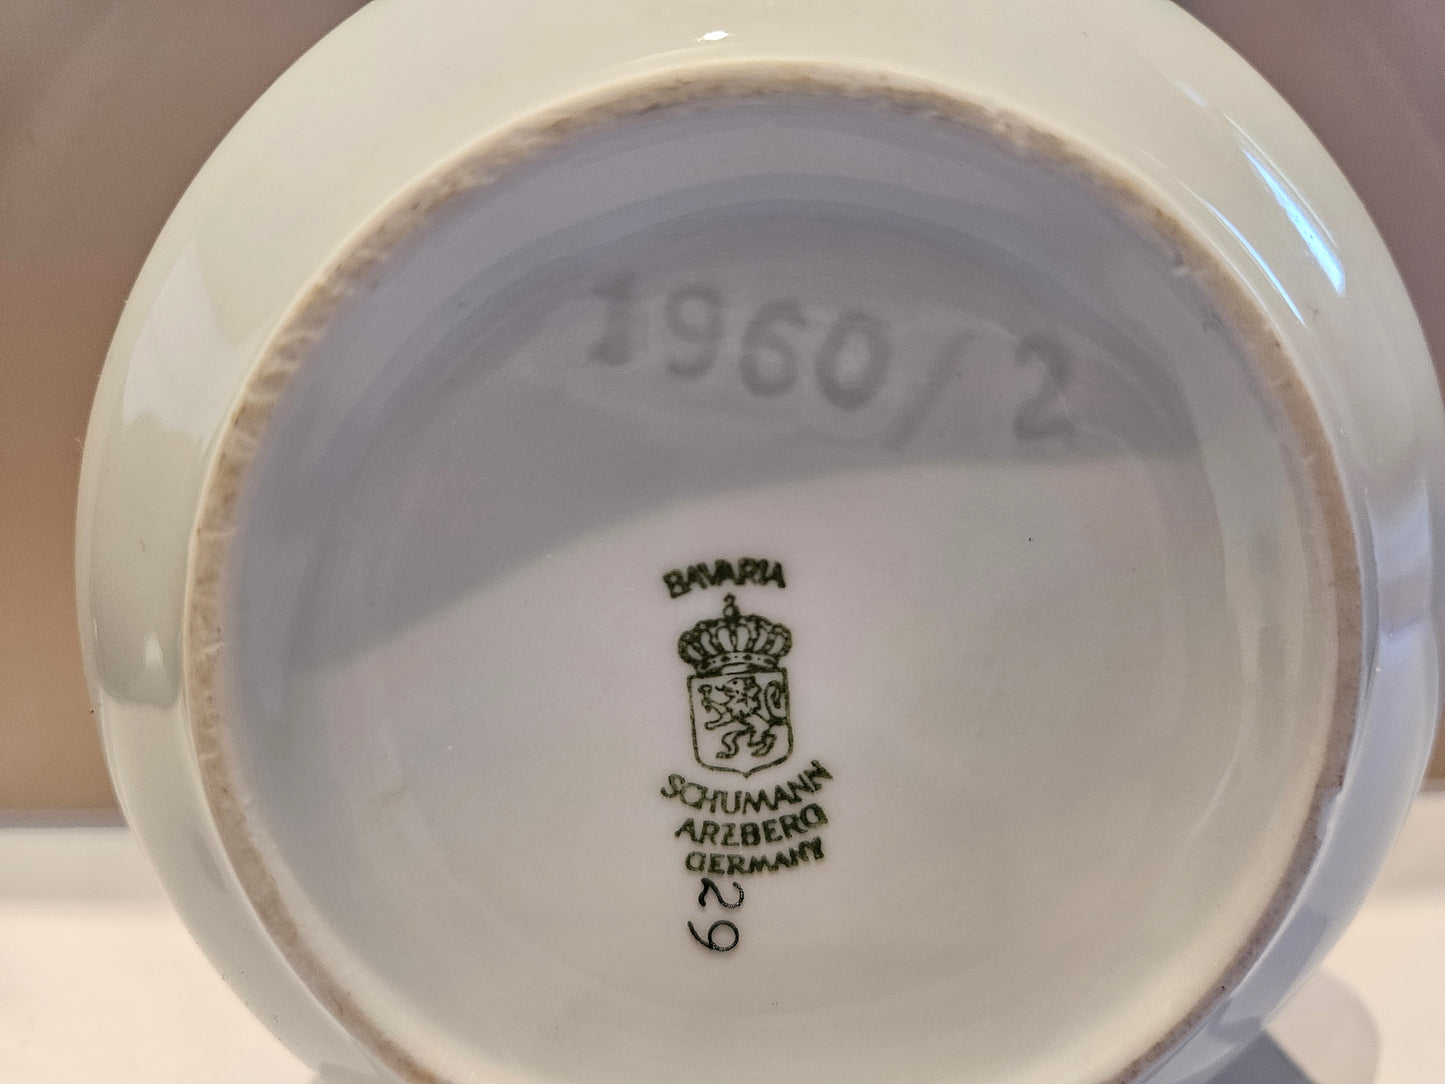 1960/2
BAVARIA
SCHUMANN
ARZBERG
GERMANY
29